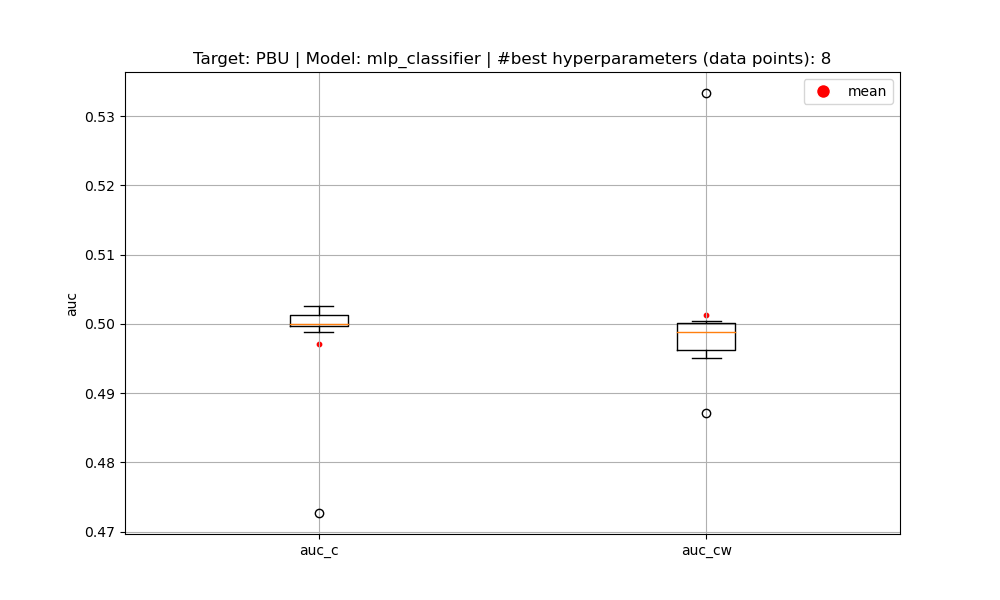 Target: PBU | Model: mlp_classifier | #best hyperparameters (data points): 8
mean
0.53
0.52
0.51
0.50
0.49
0.48
0.47
auc
auc_c
auc_cw